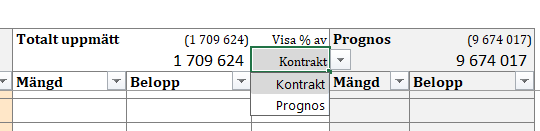 Totalt uppmätt (1 709 624) Visa % av Prognos (9 674 017)
1 709 624 Kontrakt 9 674 017
Mängd Belopp Kontrakt Mängd Belopp
Prognos